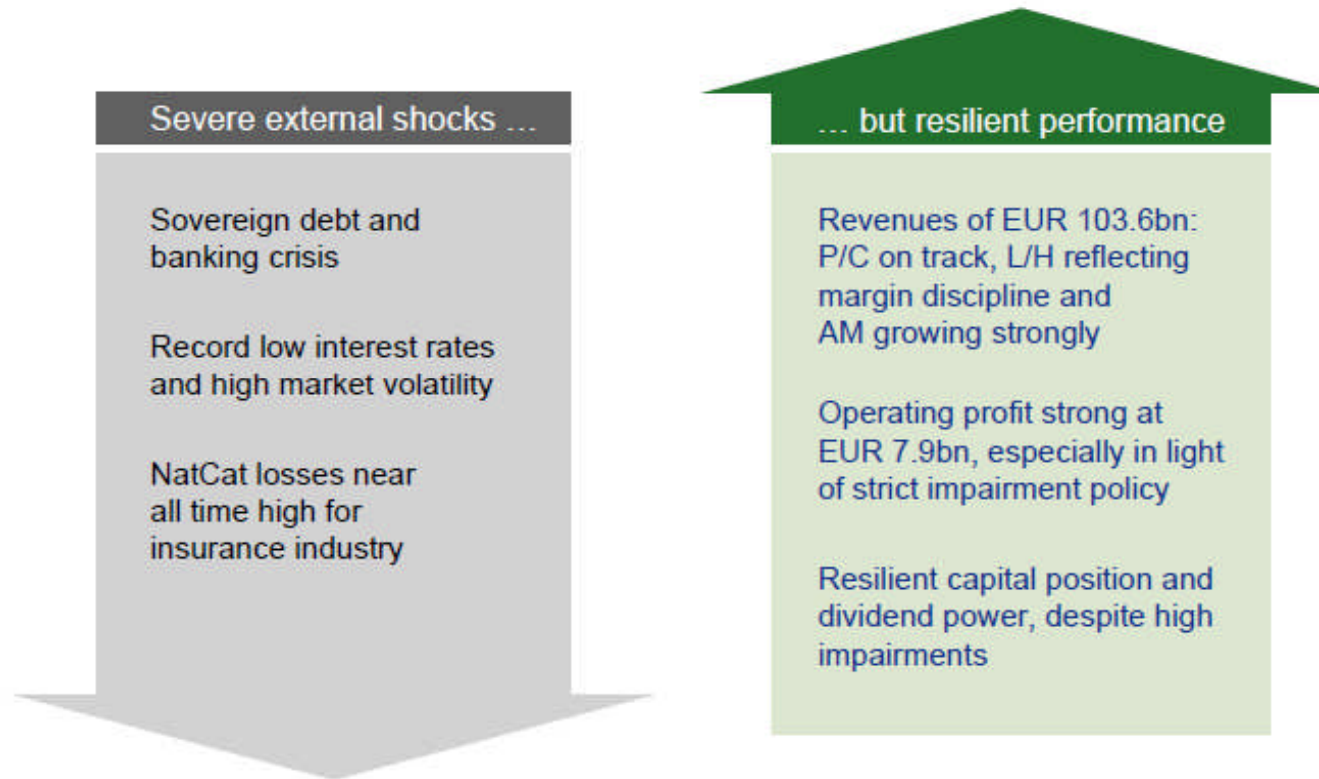 Severe external shocks ...
Sovereign debt and
banking crisis
Record low interest rates
and high market volatility
NatCat losses near
all time high for
insurance industry
... but resilient performance
Revenues of EUR 103.6bn:
P/C on track, L/H reflecting
margin discipline and
AM growing strongly
Operating profit strong at
EUR 7.9bn, especially in light
of strict impairment policy
Resilient capital position and
dividend power, despite high
impairments